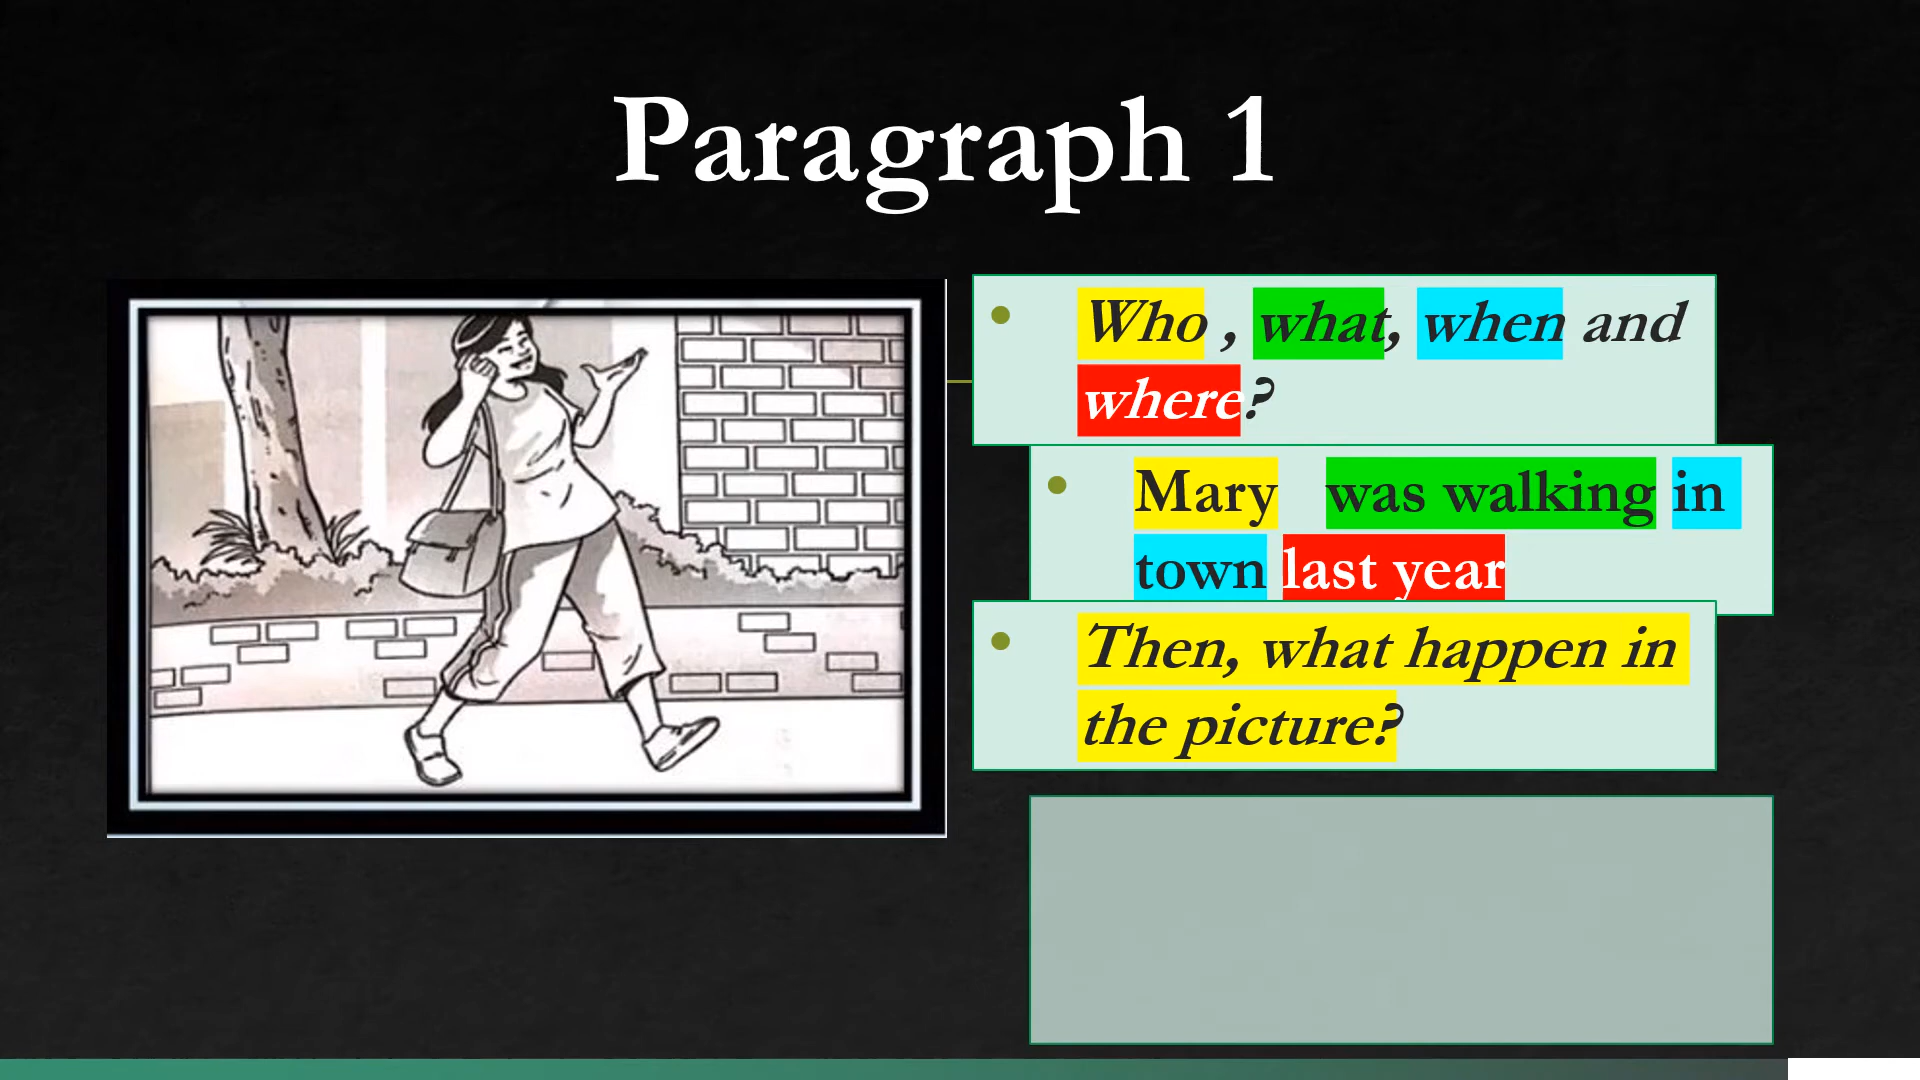 Paragraph 1
Who , what, when and
where?
Mary was walking in
town last year
Then, what happen in
the picture?